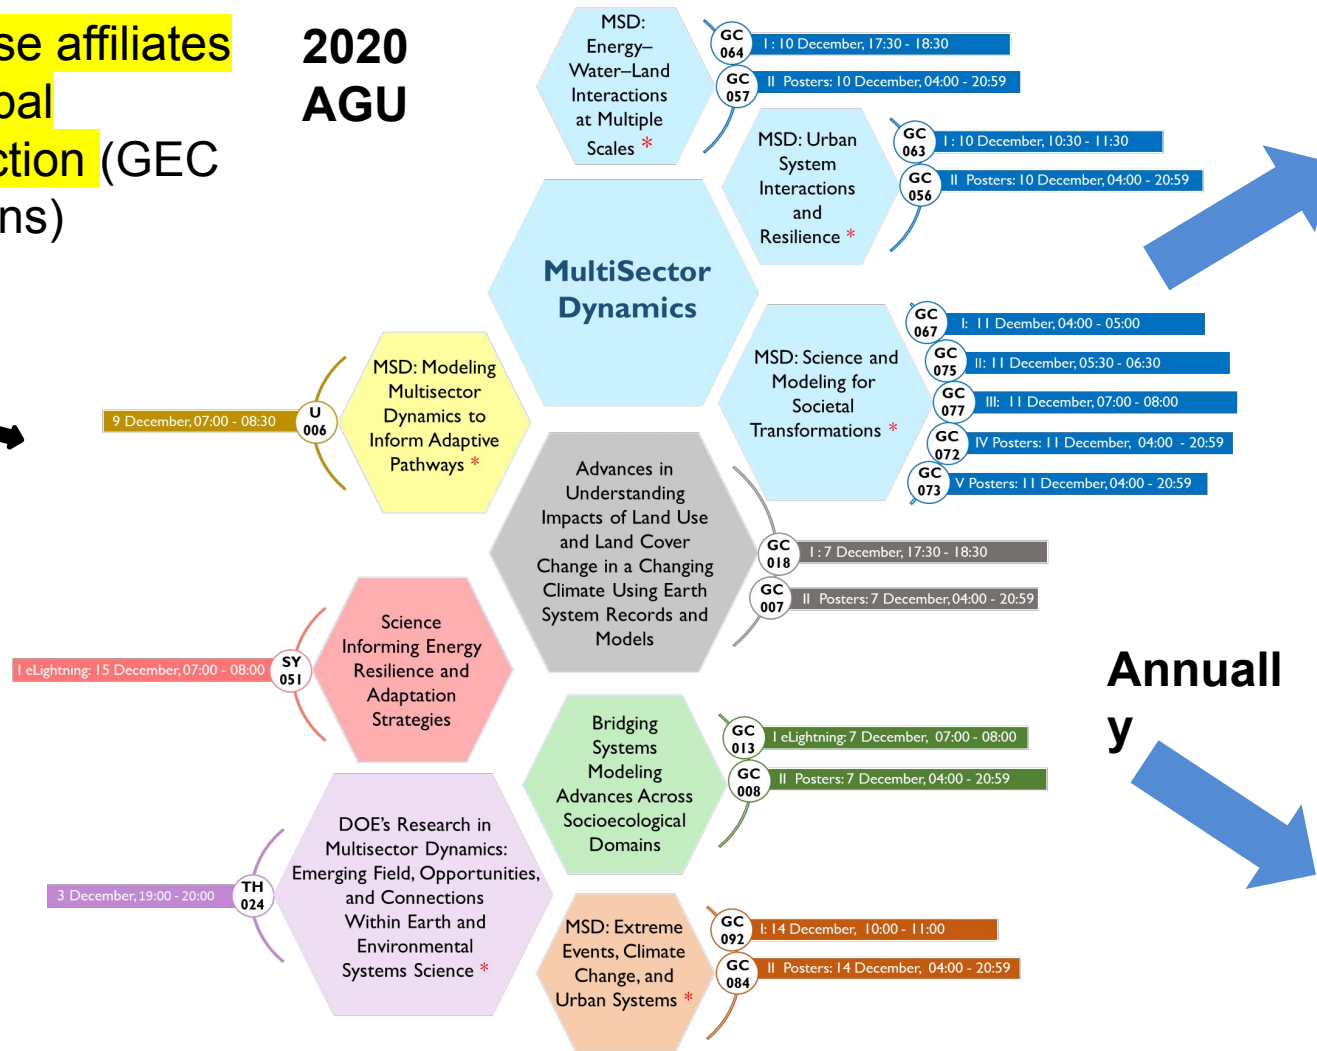 se affiliates
bal
ction (GEC
ns)
2020
AGU
MSD:
Energy–
Water–Land
Interactions
at Multiple
Scales *
GC
064
I : 10 December, 17:30 - 18:30
GC
057
II Posters: 10 December, 04:00 - 20:59
MSD: Urban
System
Interactions
and
Resilience *
GC
063
I : 10 December, 10:30 - 11:30
GC
056
II Posters: 10 December, 04:00 - 20:59
MultiSector
Dynamics
MSD: Science and
Modeling for
Societal
Transformations *
GC
067
I: 11 Deember, 04:00 - 05:00
GC
075
II: 11 December, 05:30 - 06:30
GC
077
III: 11 December, 07:00 - 08:00
GC
072
IV Posters: 11 December, 04:00 - 20:59
GC
073
V Posters: 11 December, 04:00 - 20:59
MSD: Modeling
Multisector
Dynamics to
Inform Adaptive
Pathways *
U
006
9 December, 07:00 - 08:30
Advances in
Understanding
Impacts of Land Use
and Land Cover
Change in a Changing
Climate Using Earth
System Records and
Models
GC
018
I : 7 December, 17:30 - 18:30
GC
007
II Posters: 7 December, 04:00 - 20:59
Science
Informing Energy
Resilience and
Adaptation
Strategies
SY
051
I eLightning: 15 December, 07:00 - 08:00
Annuall
y
Bridging
Systems
Modeling
Advances Across
Socioecological
Domains
GC
013
I eLightning: 7 December, 07:00 - 08:00
GC
008
II Posters: 7 December, 04:00 - 20:59
DOE's Research in
Multisector Dynamics:
Emerging Field, Opportunities,
and Connections
Within Earth and
Environmental
Systems Science *
TH
024
3 December, 19:00 - 20:00
MSD: Extreme
Events, Climate
Change, and
Urban Systems *
GC
092
I: 14 December, 10:00 - 11:00
GC
084
II Posters: 14 December, 04:00 - 20:59